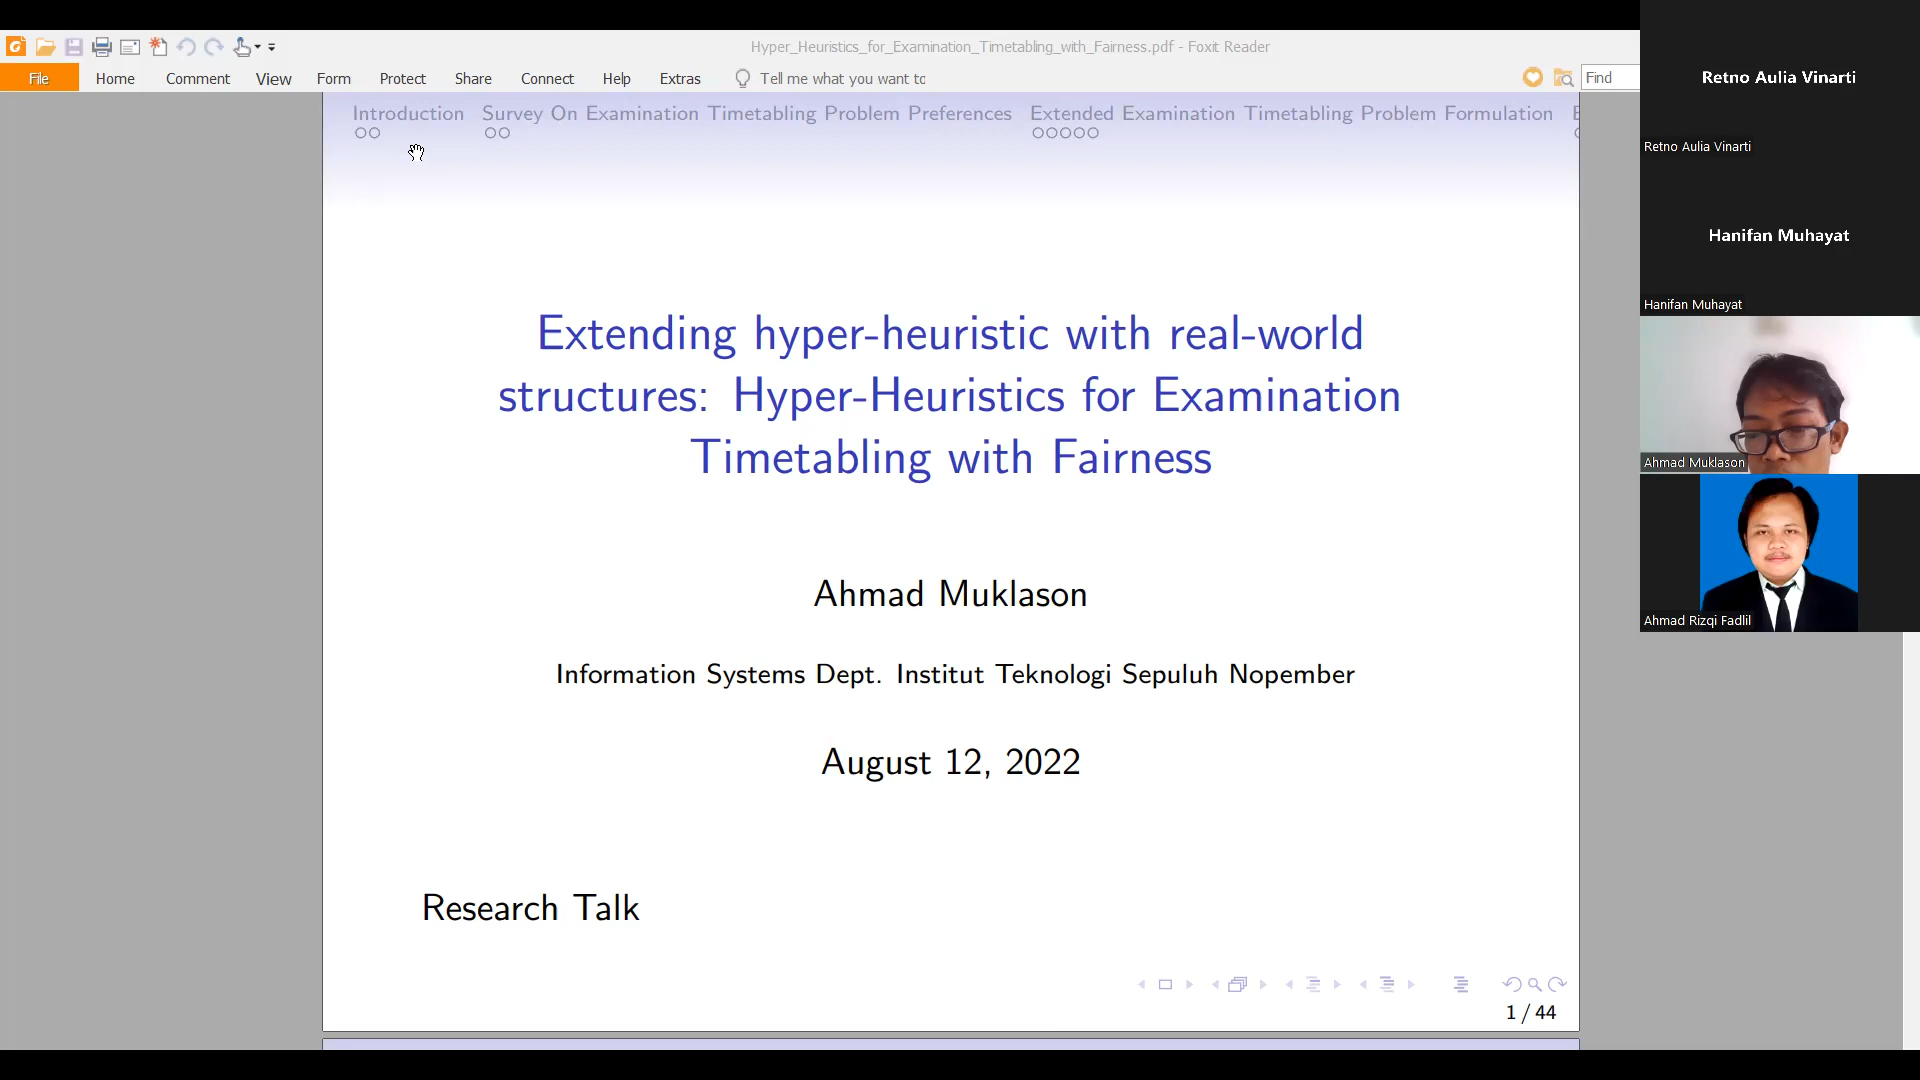 Hyper_Heuristics_for_Examination_Timetabling_with_Fairness.pdf - Foxit Reader
File Home Comment View Form Protect Share Connect Help Extras Tell me what you want to Find
Introduction Survey On Examination Timetabling Problem Preferences Extended Examination Timetabling Problem Formulation
Extending hyper-heuristic with real-world
structures: Hyper-Heuristics for Examination
Timetabling with Fairness
Ahmad Muklason
Information Systems Dept. Institut Teknologi Sepuluh Nopember
August 12, 2022
Research Talk
1 / 44
Retno Aulia Vinarti
Retno Aulia Vinarti
Hanifan Muhayat
Hanifan Muhayat
Ahmad Muklason
Ahmad Rizqi Fadlil